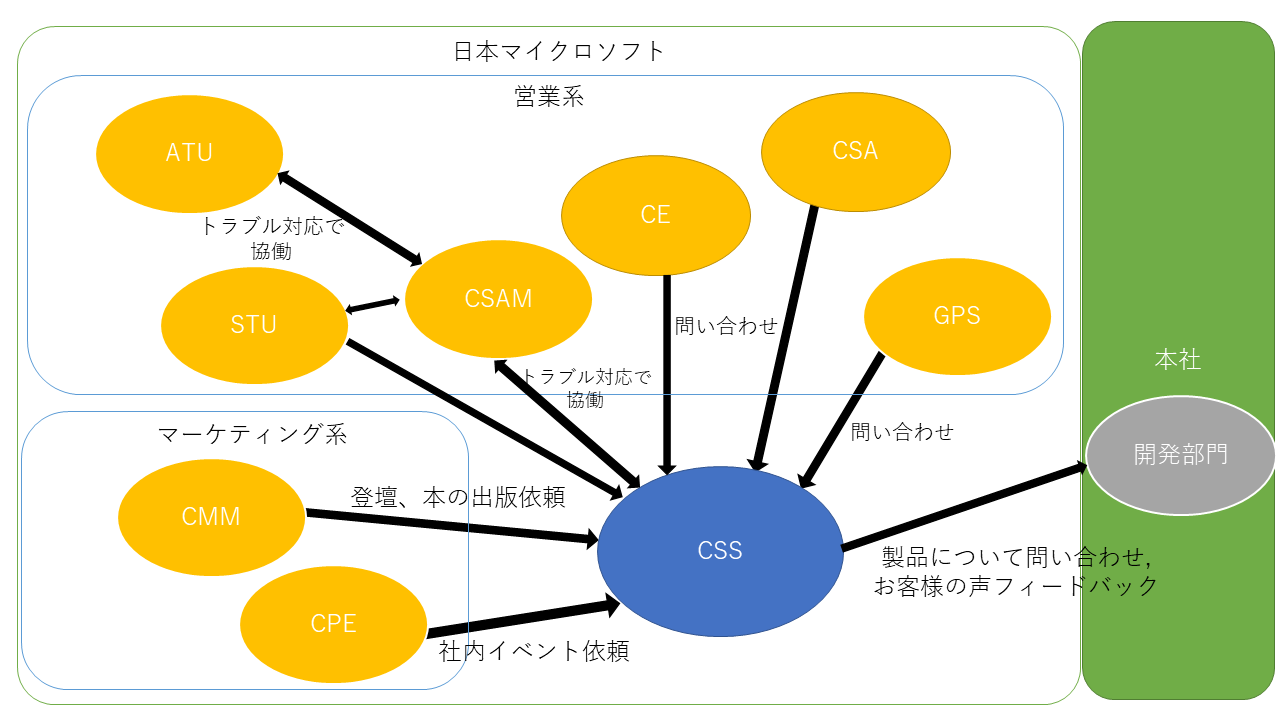 日本マイクロソフト
営業系
ATU
CSA
CE
トラブル対応で
協働
CSAM
STU
GPS
問い合わせ
本社
トラブル対応で
協働
マーケティング系
問い合わせ
開発部門
CMM
登壇、本の出版依頼
CSS
製品について問い合わせ,
お客様の声フィードバック
CPE
社内イベント依頼